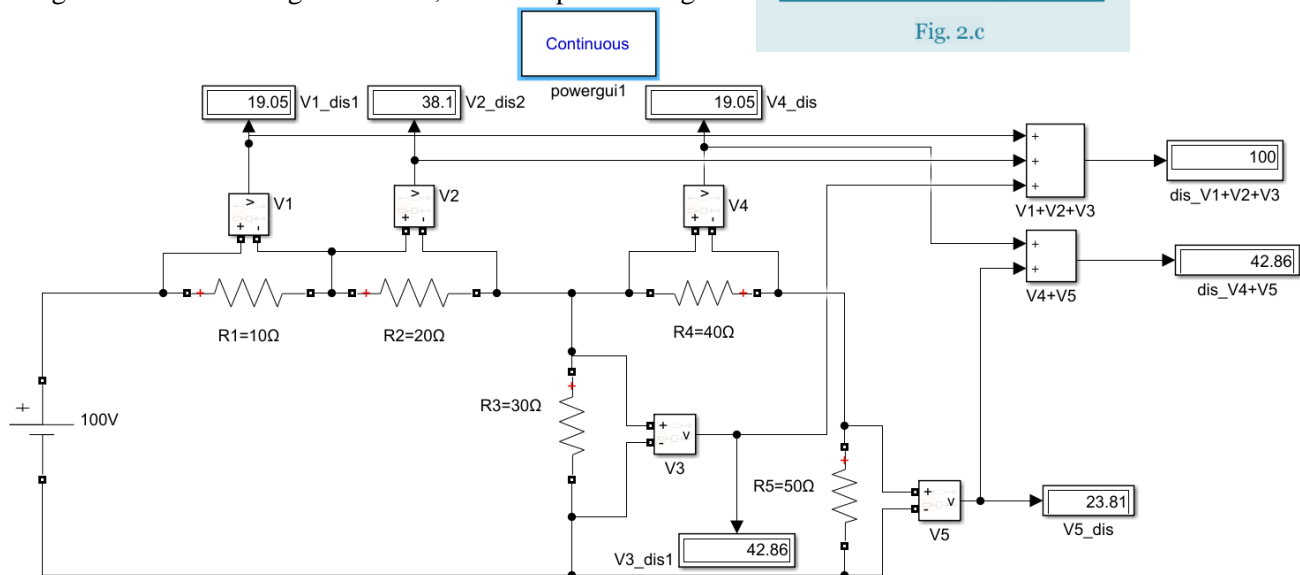 Fig. 2.c
Continuous
powergui1
19.05 V1_dis1
38.1 V2_dis2
19.05 V4_dis
+
+
+
V1+V2+V3
100
dis_V1+V2+V3
V1
V2
V4
+
+
V4+V5
42.86
dis_V4+V5
R1=10Ω
R2=20Ω
R4=40Ω
100V
R3=30Ω
+
-
v
V3
V3_dis1
42.86
R5=50Ω
+
-
v
V5
23.81
V5_dis